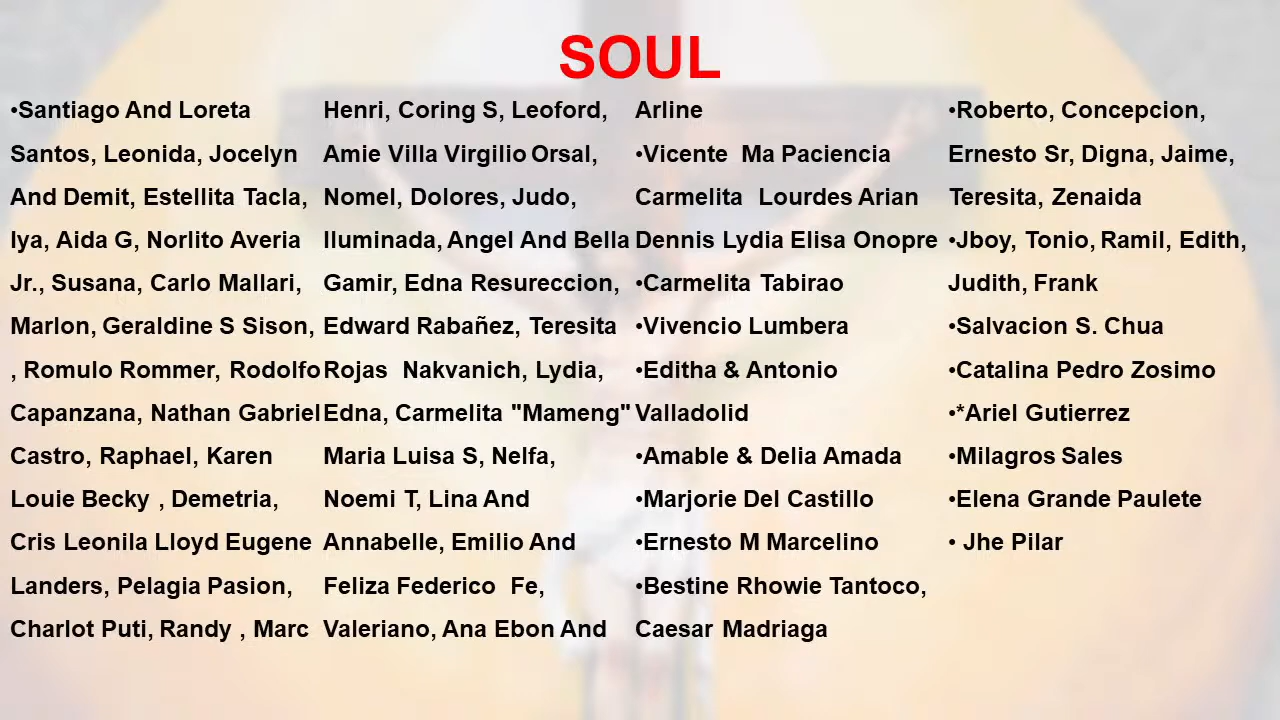 SOUL
•Santiago And Loreta
Santos, Leonida, Jocelyn
And Demit, Estellita Tacla,
Iya, Aida G, Norlito Averia
Jr., Susana, Carlo Mallari,
Marlon, Geraldine S Sison,
, Romulo Rommer, Rodolfo
Capanzana, Nathan Gabriel
Castro, Raphael, Karen
Louie Becky , Demetria,
Cris Leonila Lloyd Eugene
Landers, Pelagia Pasion,
Charlot Puti, Randy , Marc
Henri, Coring S, Leoford,
Amie Villa Virgilio Orsal,
Nomel, Dolores, Judo,
Iluminada, Angel And Bella
Gamir, Edna Resureccion,
Edward Rabañez, Teresita
Rojas  Nakvanich, Lydia,
Edna, Carmelita "Mameng"
Maria Luisa S, Nelfa,
Noemi T, Lina And
Annabelle, Emilio And
Feliza Federico  Fe,
Valeriano, Ana Ebon And
Arline
•Vicente  Ma Paciencia
Carmelita  Lourdes Arian
Dennis Lydia Elisa Onopre
•Carmelita Tabirao
•Vivencio Lumbera
•Editha & Antonio
Valladolid
•Amable & Delia Amada
•Marjorie Del Castillo
•Ernesto M Marcelino
•Bestine Rhowie Tantoco,
Caesar Madriaga
•Roberto, Concepcion,
Ernesto Sr, Digna, Jaime,
Teresita, Zenaida
•Jboy, Tonio, Ramil, Edith,
Judith, Frank
•Salvacion S. Chua
•Catalina Pedro Zosimo
•*Ariel Gutierrez
•Milagros Sales
•Elena Grande Paulete
• Jhe Pilar